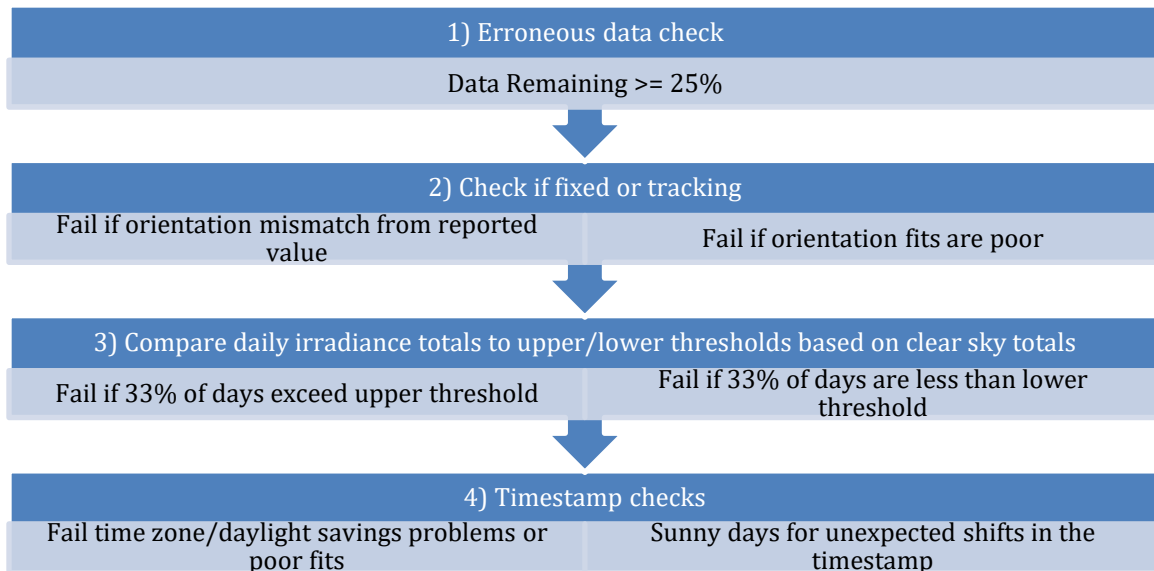 1) Erroneous data check
Data Remaining >= 25%
2) Check if fixed or tracking
Fail if orientation mismatch from reported
value
Fail if orientation fits are poor
3) Compare daily irradiance totals to upper/lower thresholds based on clear sky totals
Fail if 33% of days exceed upper threshold
Fail if 33% of days are less than lower
threshold
4) Timestamp checks
Fail time zone/daylight savings problems or
poor fits
Sunny days for unexpected shifts in the
timestamp